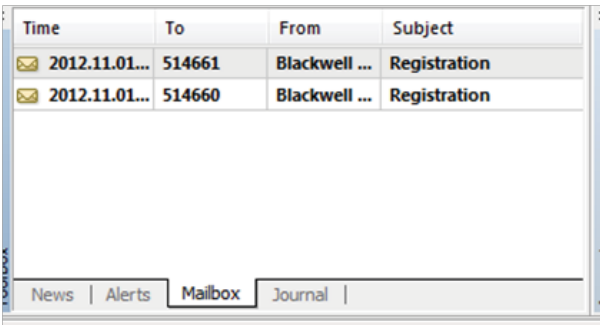 Time To From Subject
2012.11.01... 514661 Blackwell ... Registration
2012.11.01... 514660 Blackwell ... Registration
Toolbox
News | Alerts Mailbox Journal |